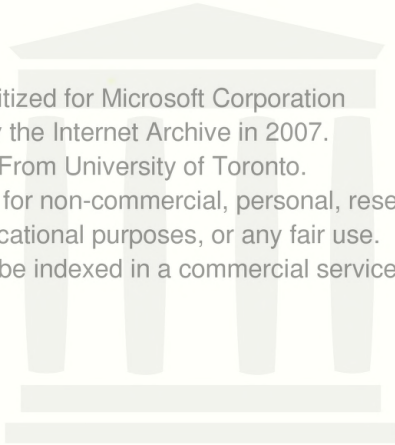 itized for Microsoft Corporation
the Internet Archive in 2007.
From University of Toronto.
for non-commercial, personal, rese
cational purposes, or any fair use.
be indexed in a commercial service